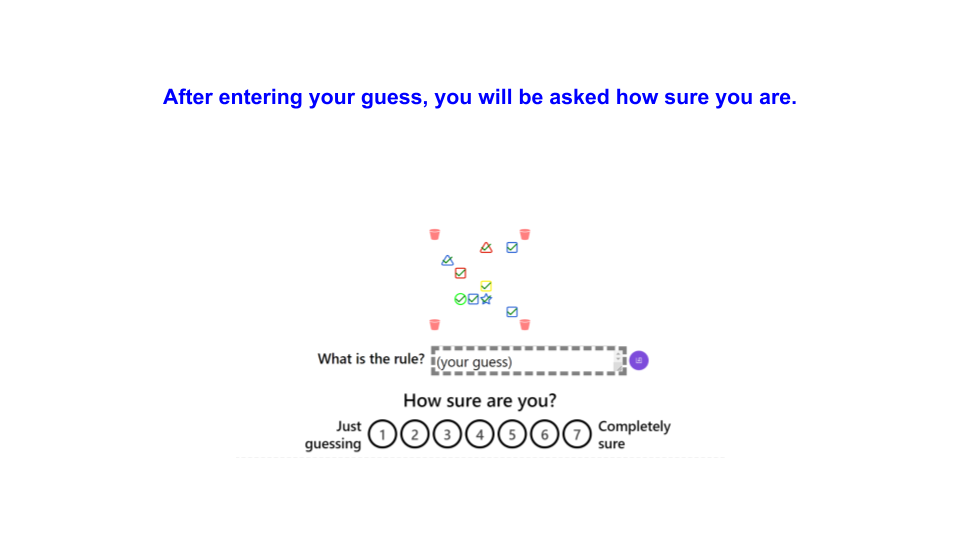 After entering your guess, you will be asked how sure you are.
What is the rule? (your guess)
How sure are you?
Just guessing 1 2 3 4 5 6 7 Completely sure